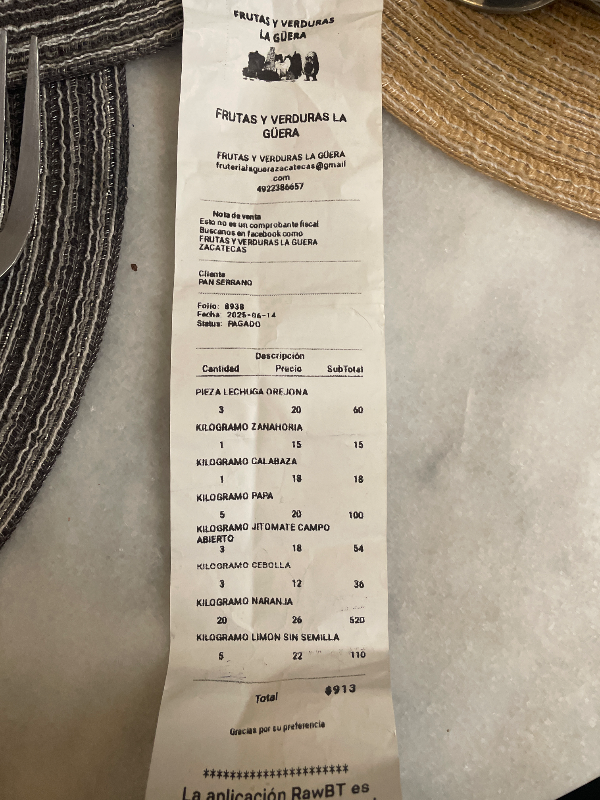 FRUTAS Y VERDURAS
LA GÜERA
FRUTAS Y VERDURAS LA
GÜERA
FRUTAS Y VERDURAS LA GÜERA
fruterialaguerazacatecas@gmail
com
4922386657
Nota de venta
Esto no es un comprobante fiscal
Buscanos en facebook como
FRUTAS Y VERDURAS LA GUERA
ZACATECAS
Cliente
PAN SERRANO
Folio: 8938
Fecha: 2025-06-14
Status: PAGADO
Descripción
Cantidad Precio SubTotal
PIEZA LECHUGA OREJONA
3 20 60
KILOGRAMO ZANAHORIA
1 15 15
KILOGRAMO CALABAZA
1 18 18
KILOGRAMO PAPA
5 20 100
KILOGRAMO JITOMATE CAMPO
ABIERTO
3 18 54
KILOGRAMO CEBOLLA
3 12 36
KILOGRAMO NARANJA
20 26 520
KILOGRAMO LIMON SIN SEMILLA
5 22 110
Total $913
Gracias por su preferencia
**********************
La aplicación RawBT es